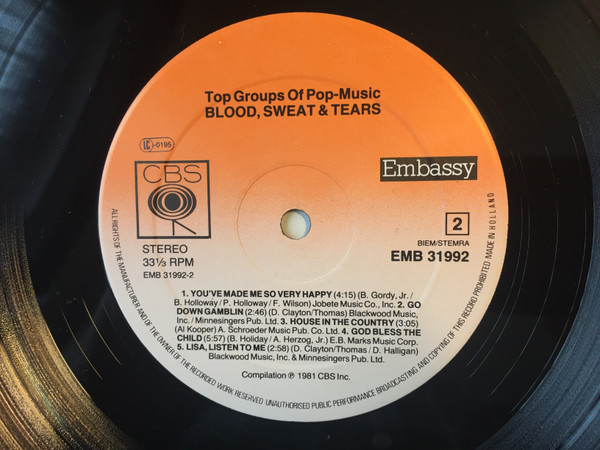 Top Groups Of Pop-Music
BLOOD, SWEAT & TEARS
LC-0195
CBS
Embassy
STEREO
33⅓ RPM
EMB 31992-2
2
BIEM/STEMRA
EMB 31992
1. YOU'VE MADE ME SO VERY HAPPY (4:15) (B. Gordy, Jr./
B. Holloway / P. Holloway / F. Wilson) Jobete Music Co., Inc. 2. GO
DOWN GAMBLIN (2:46) (D. Clayton/Thomas) Blackwood Music,
Inc. / Minnesingers Pub. Ltd. 3. HOUSE IN THE COUNTRY (3:05)
(Al Kooper) A. Schroeder Music Pub. Co. Ltd. 4. GOD BLESS THE
CHILD (5:57) (B. Holiday / A. Herzog, Jr.) E.B. Marks Music Corp.
5. LISA, LISTEN TO ME (2:58) (D. Clayton/Thomas / D. Halligan)
Blackwood Music, Inc. & Minnesingers Pub. Ltd.
Compilation ℗ 1981 CBS Inc.
ALL RIGHTS OF THE MANUFACTURER AND OF THE OWNER OF THE RECORDED WORK RESERVED UNAUTHORISED PUBLIC PERFORMANCE BROADCASTING AND COPYING OF THIS RECORD PROHIBITED MADE IN HOLLAND